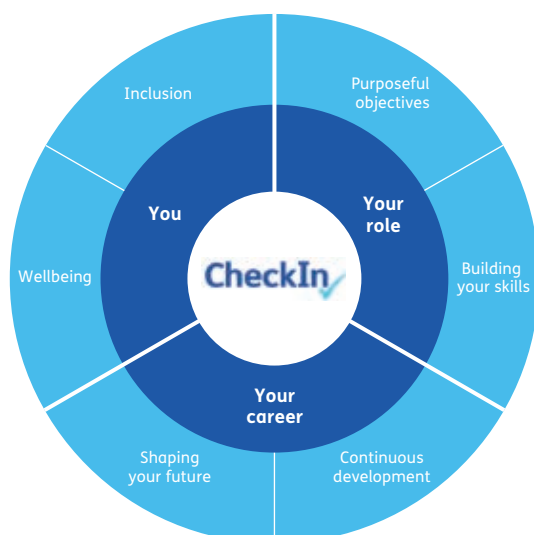 Inclusion
Purposeful
objectives
You
Your
role
Wellbeing
CheckIn
Building
your skills
Your
career
Shaping
your future
Continuous
development